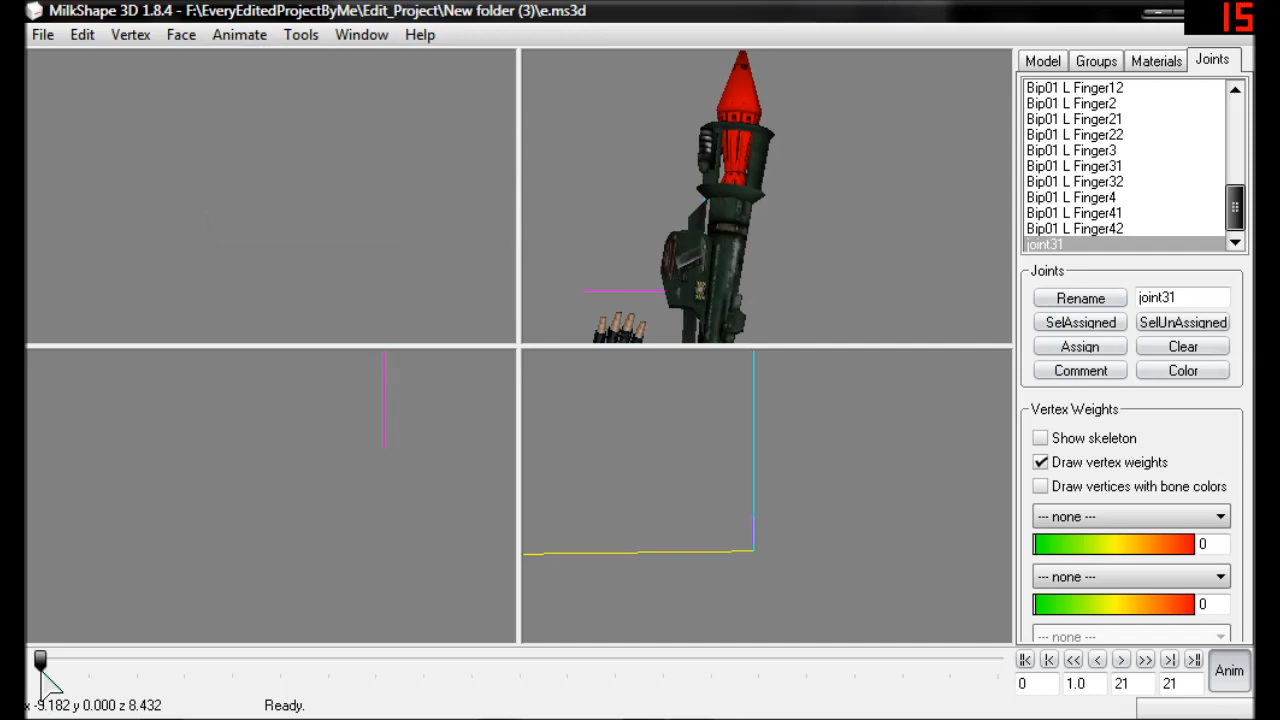 MilkShape 3D 1.8.4 - F:\EveryEditedProjectByMe\Edit_Project\New folder (3)\e.ms3d
15
File Edit Vertex Face Animate Tools Window Help
Model Groups Materials Joints
Bip01 L Finger12
Bip01 L Finger2
Bip01 L Finger21
Bip01 L Finger22
Bip01 L Finger3
Bip01 L Finger31
Bip01 L Finger32
Bip01 L Finger4
Bip01 L Finger41
Bip01 L Finger42
joint31
Joints
Rename joint31
SelAssigned SelUnAssigned
Assign Clear
Comment Color
Vertex Weights
Show skeleton
Draw vertex weights
Draw vertices with bone colors
--- none ---
0
--- none ---
0
--- none ---
Anim
0 1.0 21 21
x -9.182 y 0.000 z 8.432 Ready.